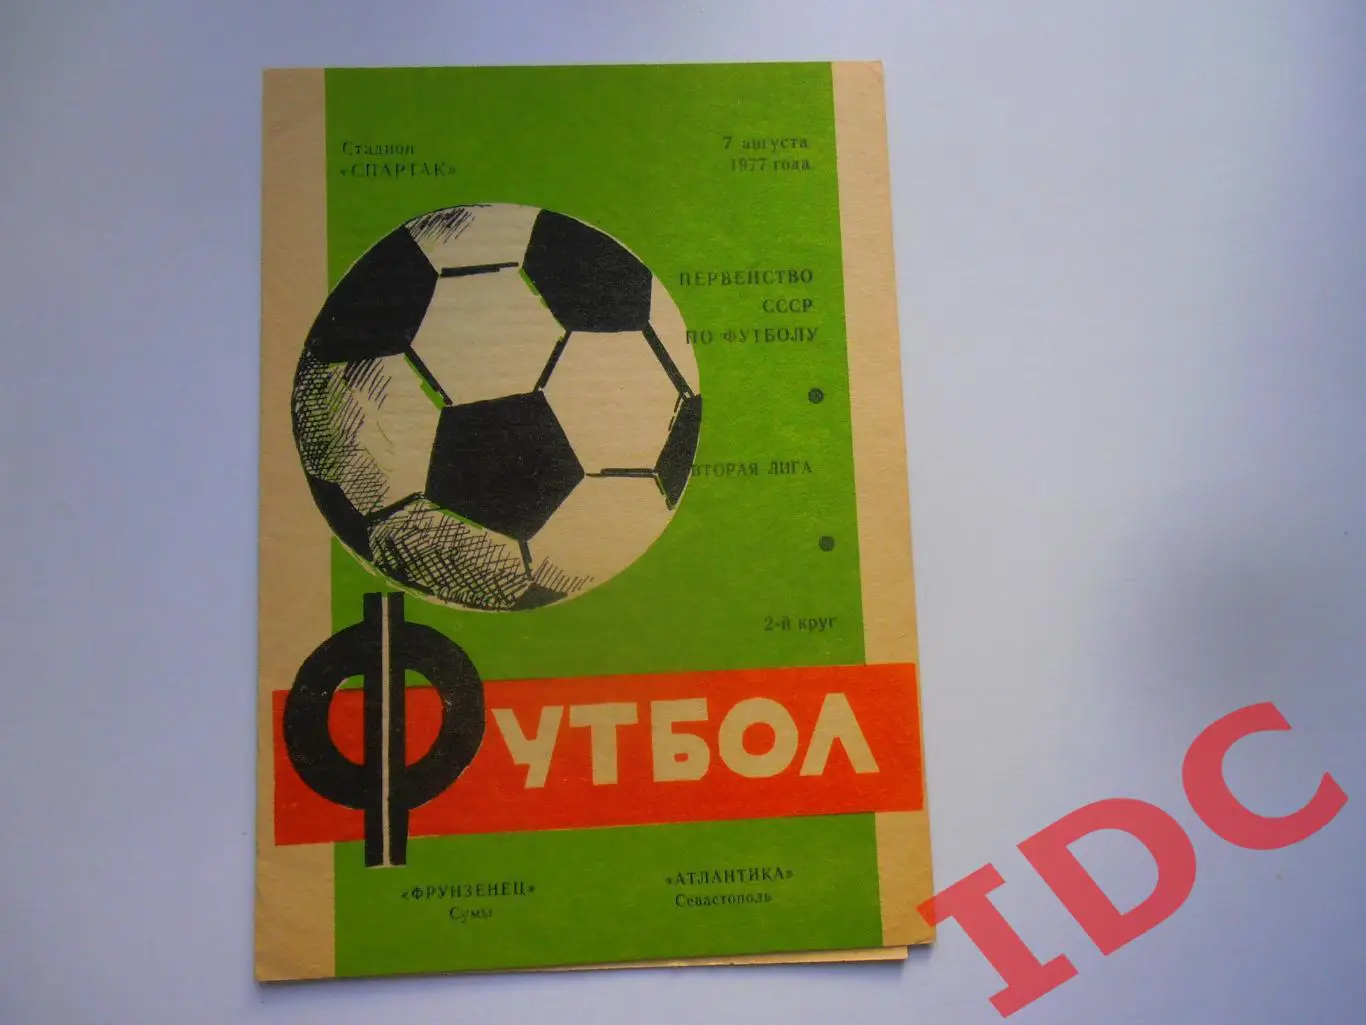 Стадион
«СПАРТАК»
7 августа
1977 года
ПЕРВЕНСТВО
СССР
ПО ФУТБОЛУ
ВТОРАЯ ЛИГА
2-й круг
ФУТБОЛ
«ФРУНЗЕНЕЦ»
Сумы
«АТЛАНТИКА»
Севастополь
IDC